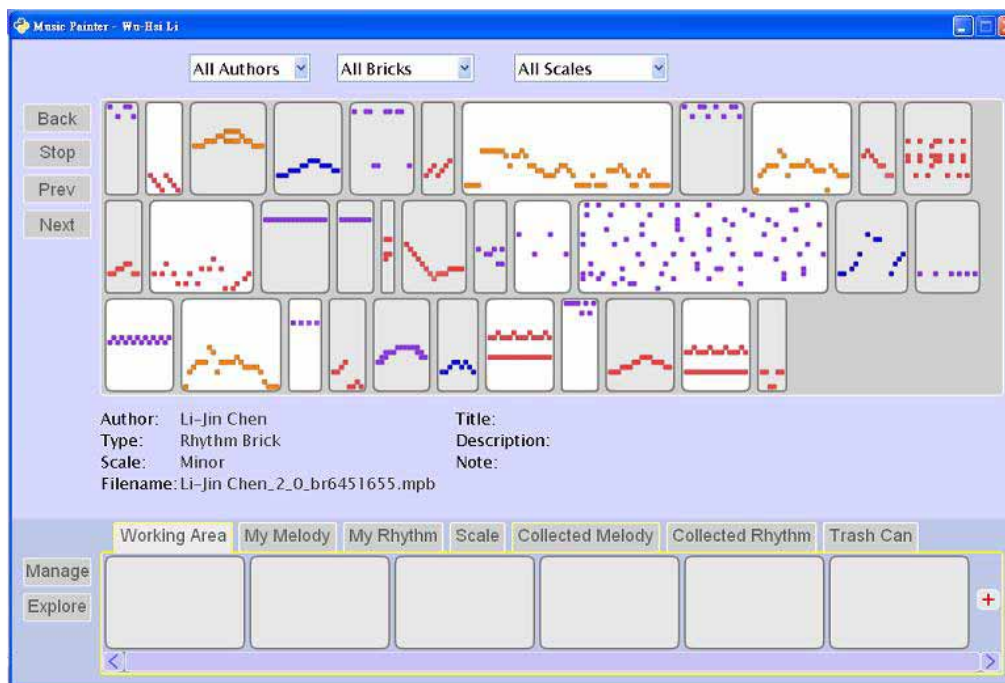 Music Painter - Wu-Hsi Li
All Authors All Bricks All Scales
Back
Stop
Prev
Next
Author: Li-Jin Chen Title:
Type: Rhythm Brick Description:
Scale: Minor Note:
Filename: Li-Jin Chen_2_0_br6451655.mpb
Working Area My Melody My Rhythm Scale Collected Melody Collected Rhythm Trash Can
Manage
Explore
+